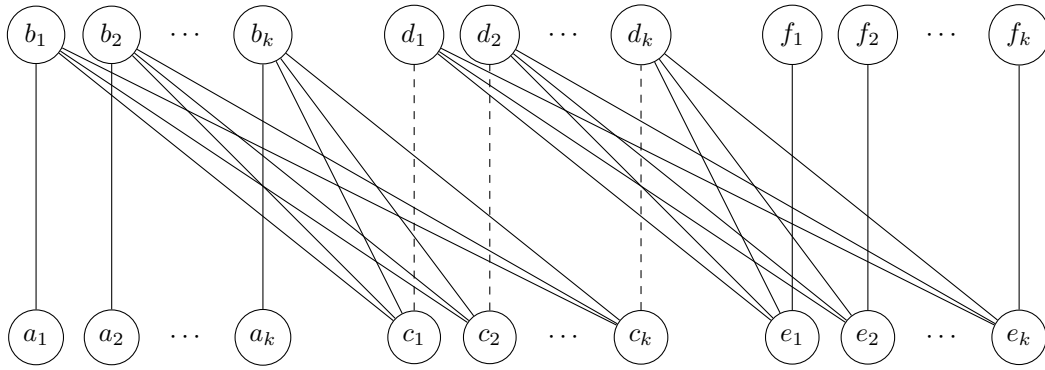 b₁ b₂ ⋯ bₖ d₁ d₂ ⋯ dₖ f₁ f₂ ⋯ fₖ
a₁ a₂ ⋯ aₖ c₁ c₂ ⋯ cₖ e₁ e₂ ⋯ eₖ